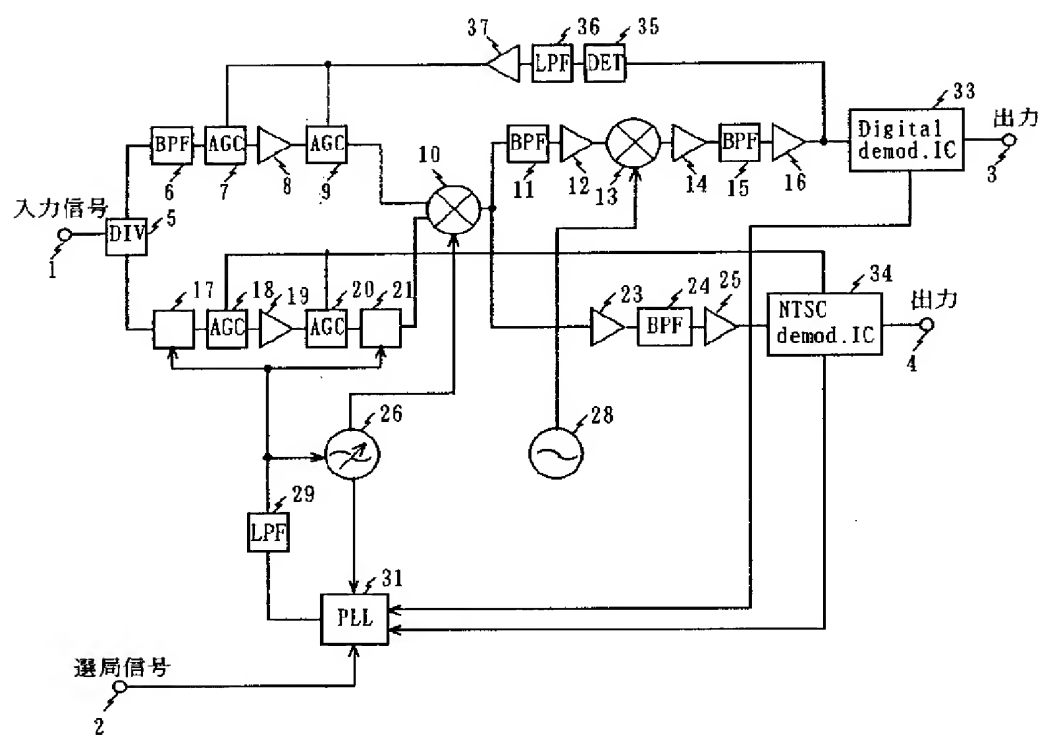 37
36
35
LPF
DET
33
出力
Digital
demod.IC
3
BPF
AGC
AGC
6
7
8
9
10
BPF
11
12
13
14
BPF
15
16
入力信号
1
DIV
5
17
18
19
20
21
AGC
AGC
23
24
25
BPF
34
出力
NTSC
demod.IC
4
26
28
29
LPF
31
PLL
選局信号
2